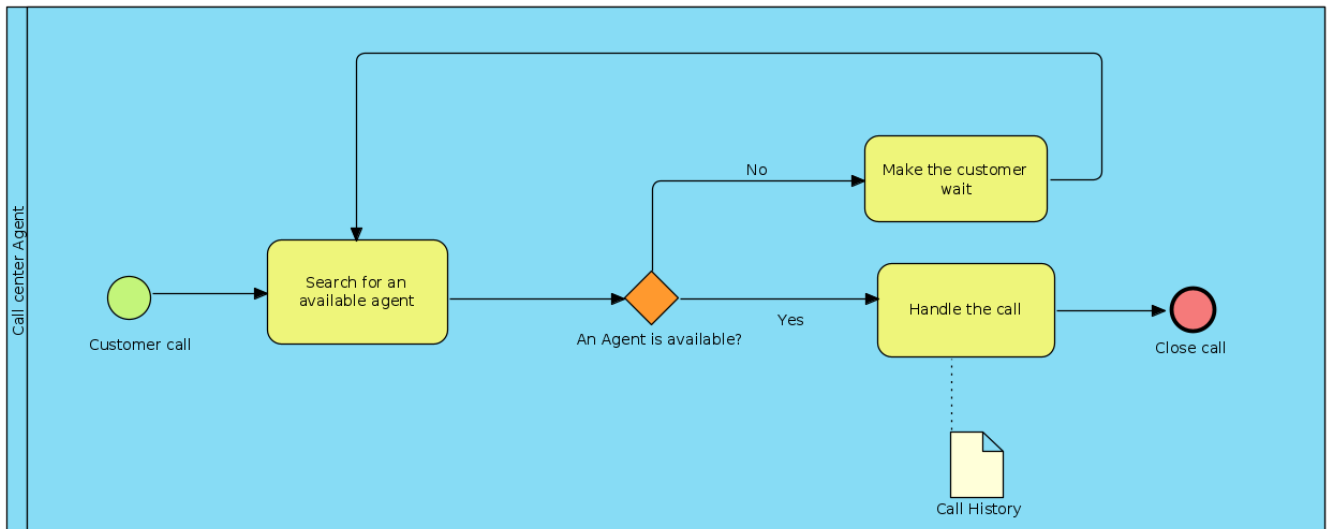 Call center Agent
Customer call
Search for an
available agent
An Agent is available?
No
Make the customer
wait
Yes
Handle the call
Call History
Close call